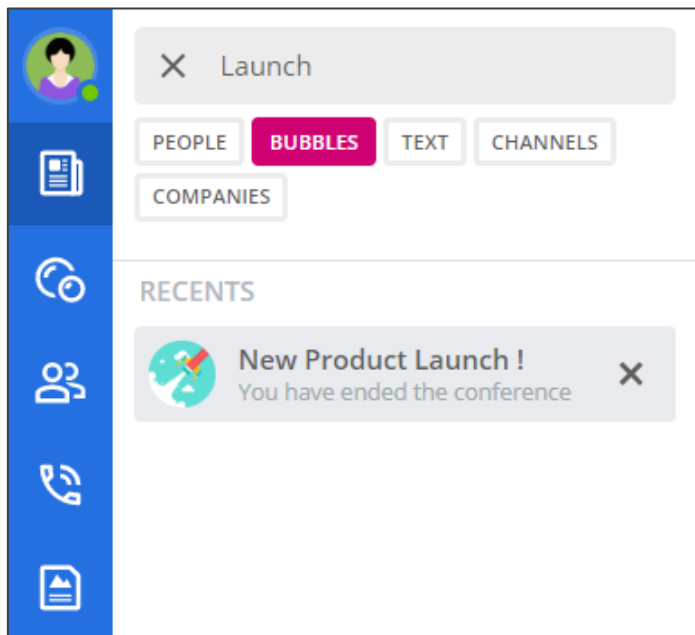 Launch
PEOPLE BUBBLES TEXT CHANNELS
COMPANIES
RECENTS
New Product Launch !
You have ended the conference